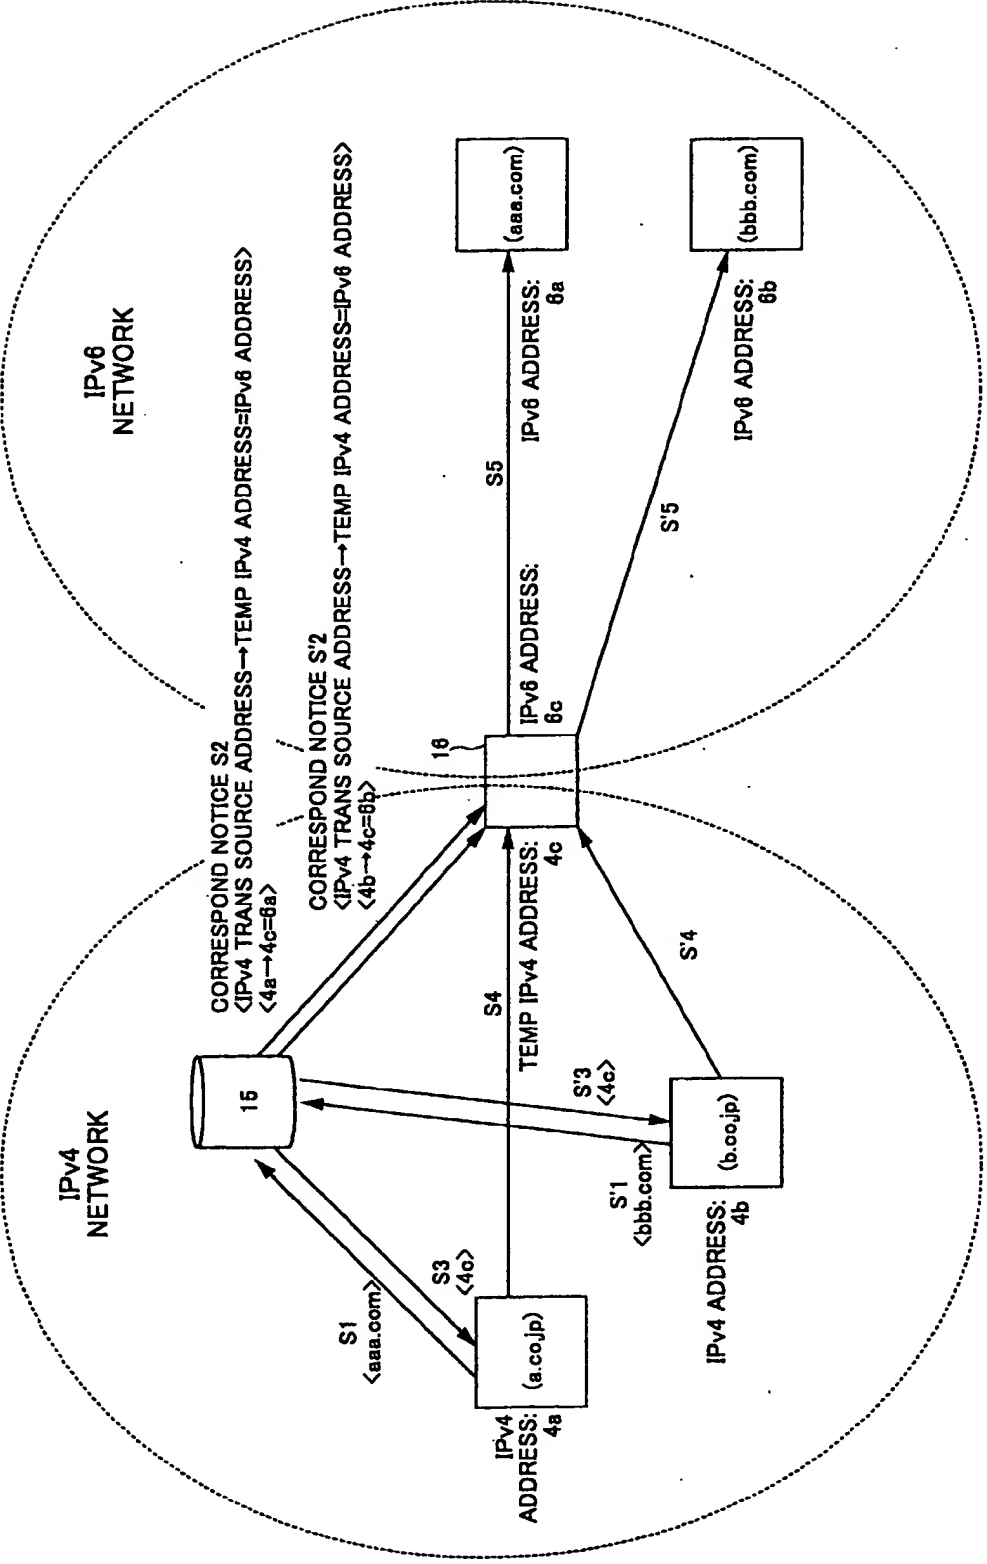 IPv4
NETWORK
IPv6
NETWORK
CORRESPOND NOTICE S2
<IPv4 TRANS SOURCE ADDRESS→TEMP IPv4 ADDRESS=IPv6 ADDRESS>
<4a→4c=6a>
CORRESPOND NOTICE S'2
<IPv4 TRANS SOURCE ADDRESS→TEMP IPv4 ADDRESS=IPv6 ADDRESS>
<4b→4c=6b>
15
S1
<aaa.com>
S3
<4c>
16
S4
S5
(a.co.jp)
IPv4
ADDRESS:
4a
TEMP IPv4 ADDRESS:
4c
IPv6 ADDRESS:
6c
IPv6 ADDRESS:
6a
(aaa.com)
S'1
<bbb.com>
S'3
<4c>
S'4
S'5
(b.co.jp)
IPv4 ADDRESS:
4b
IPv6 ADDRESS:
6b
(bbb.com)